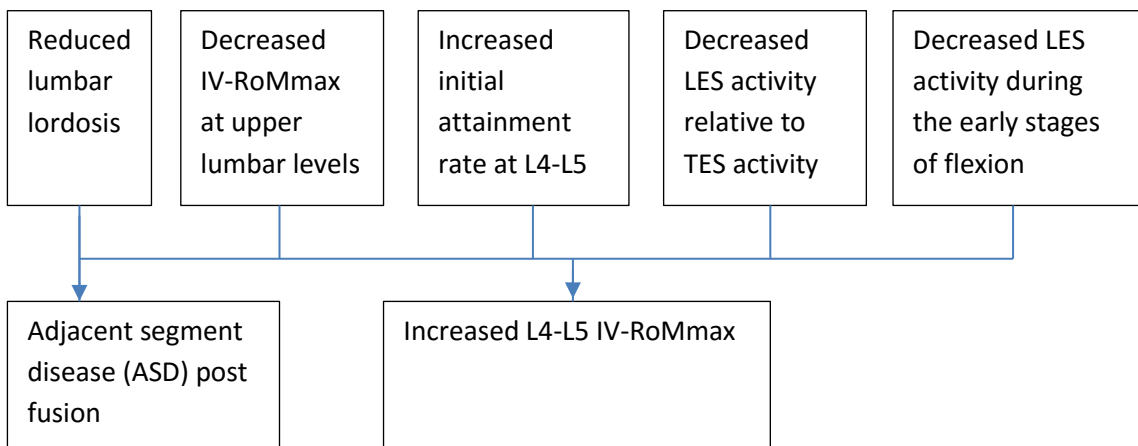 Reduced
lumbar
lordosis
Decreased
IV-RoMmax
at upper
lumbar levels
Increased
initial
attainment
rate at L4-L5
Decreased
LES activity
relative to
TES activity
Decreased LES
activity during
the early stages
of flexion
Adjacent segment
disease (ASD) post
fusion
Increased L4-L5 IV-RoMmax